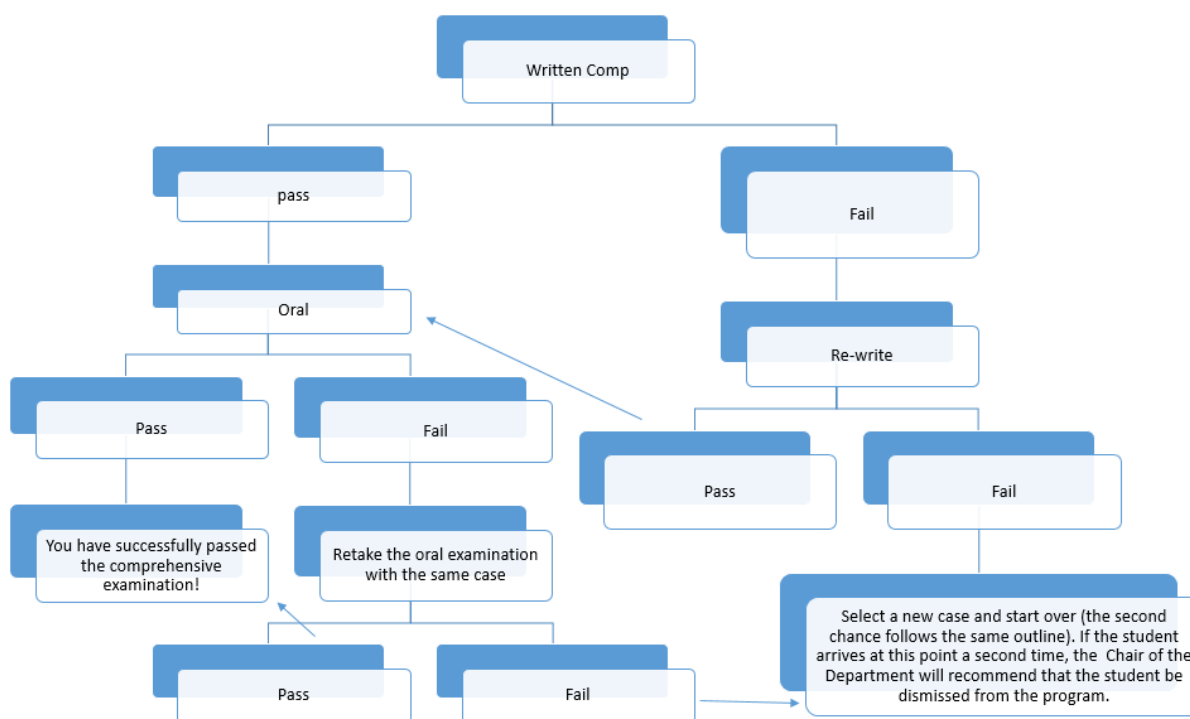 Written Comp
pass
Fail
Oral
Re-write
Pass
Fail
Pass
Fail
You have successfully passed
the comprehensive
examination!
Retake the oral examination
with the same case
Select a new case and start over (the second
chance follows the same outline). If the student
arrives at this point a second time, the Chair of the
Department will recommend that the student be
dismissed from the program.
Pass
Fail